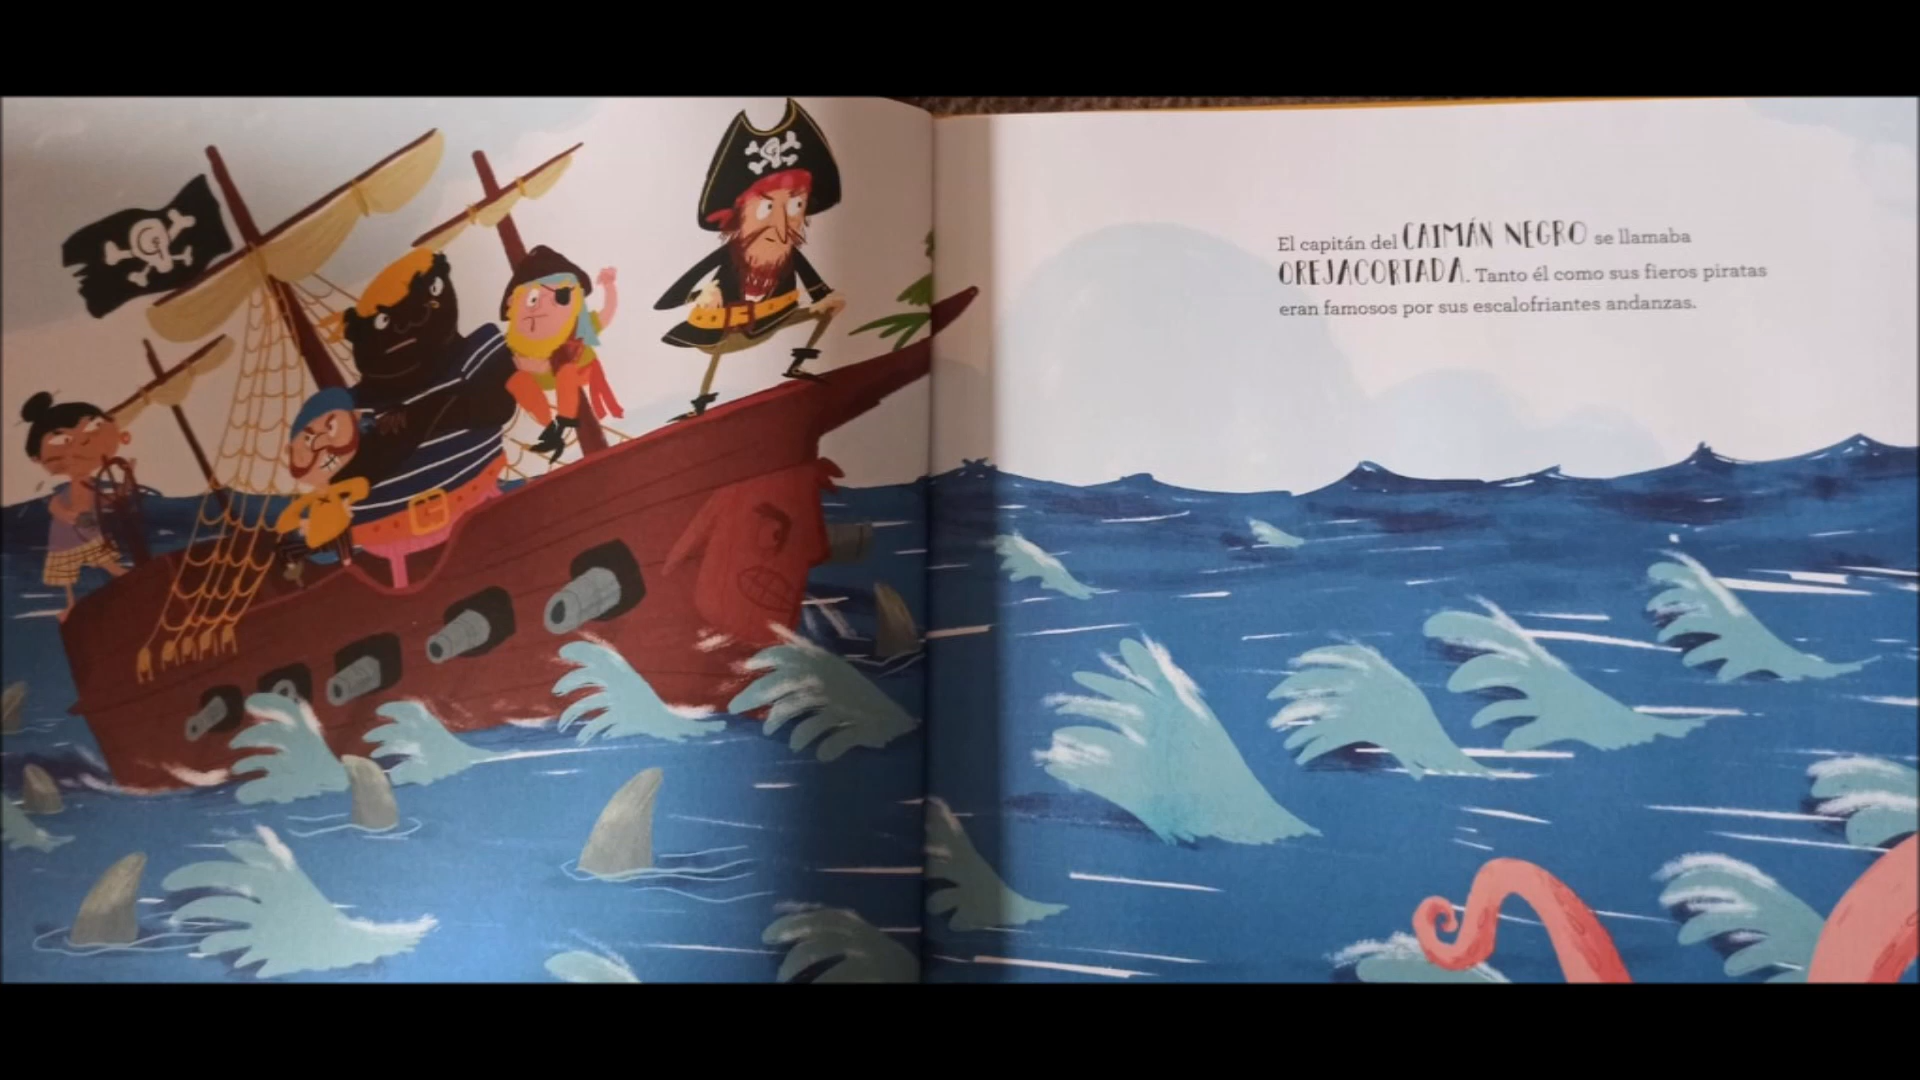 El capitán del CAIMÁN NEGRO se llamaba
OREJACORTADA. Tanto él como sus fieros piratas
eran famosos por sus escalofriantes andanzas.